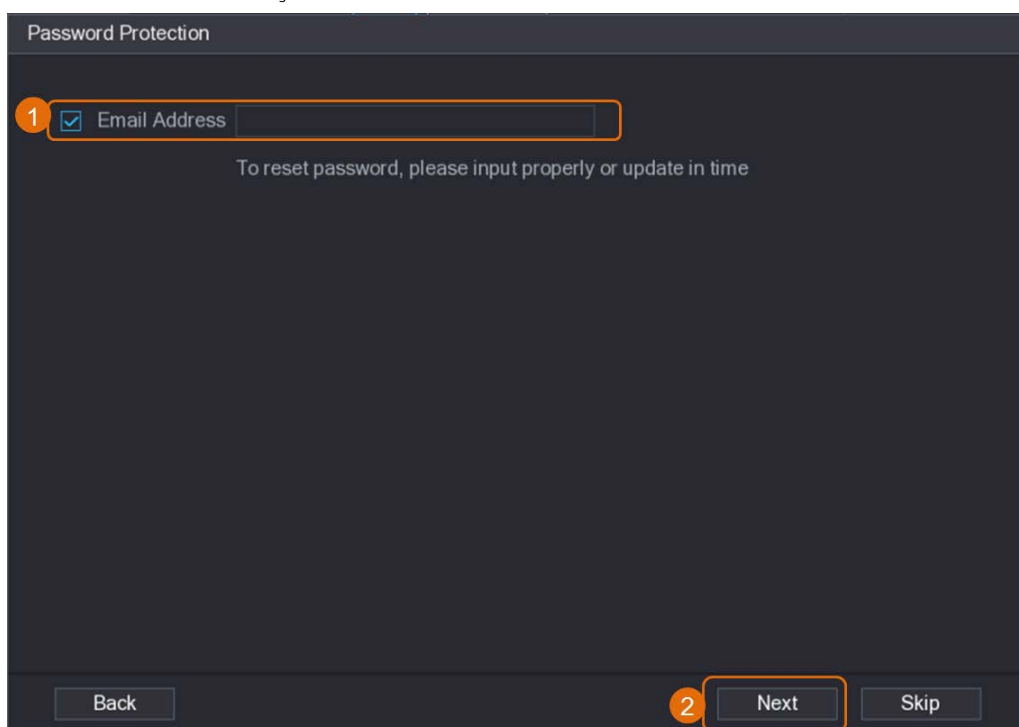 Password Protection
1 Email Address
To reset password, please input properly or update in time
Back 2 Next Skip